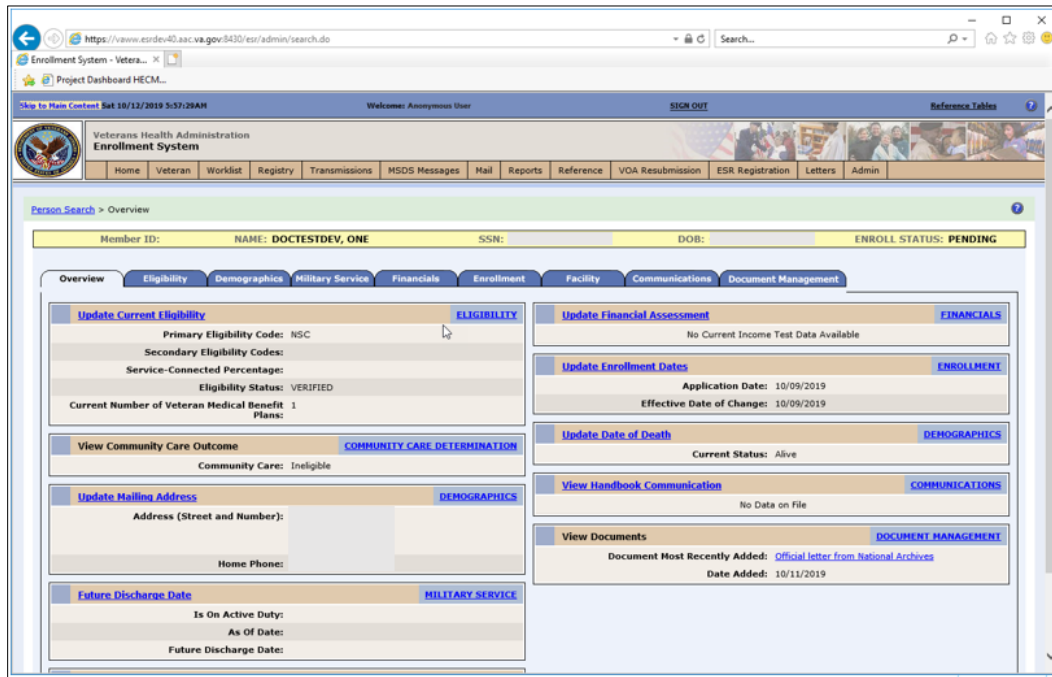 https://vaww.esrdev40.aac.va.gov:8430/esr/admin/search.do
Search...
Enrollment System - Vetera...
Project Dashboard HECM...
Skip to Main Content Sat 10/12/2019 5:57:29AM
Welcome: Anonymous User
SIGN OUT
Reference Tables
Veterans Health Administration
Enrollment System
Home Veteran Worklist Registry Transmissions MSDS Messages Mail Reports Reference VOA Resubmission ESR Registration Letters Admin
Person Search > Overview
Member ID: NAME: DOCTESTDEV, ONE SSN: DOB: ENROLL STATUS: PENDING
Overview Eligibility Demographics Military Service Financials Enrollment Facility Communications Document Management
Update Current Eligibility ELIGIBILITY
Primary Eligibility Code: NSC
Secondary Eligibility Codes:
Service-Connected Percentage:
Eligibility Status: VERIFIED
Current Number of Veteran Medical Benefit 1
Plans:
View Community Care Outcome COMMUNITY CARE DETERMINATION
Community Care: Ineligible
Update Mailing Address DEMOGRAPHICS
Address (Street and Number):
Home Phone:
Future Discharge Date MILITARY SERVICE
Is On Active Duty:
As Of Date:
Future Discharge Date:
Update Financial Assessment FINANCIALS
No Current Income Test Data Available
Update Enrollment Dates ENROLLMENT
Application Date: 10/09/2019
Effective Date of Change: 10/09/2019
Update Date of Death DEMOGRAPHICS
Current Status: Alive
View Handbook Communication COMMUNICATIONS
No Data on File
View Documents DOCUMENT MANAGEMENT
Document Most Recently Added: Official letter from National Archives
Date Added: 10/11/2019